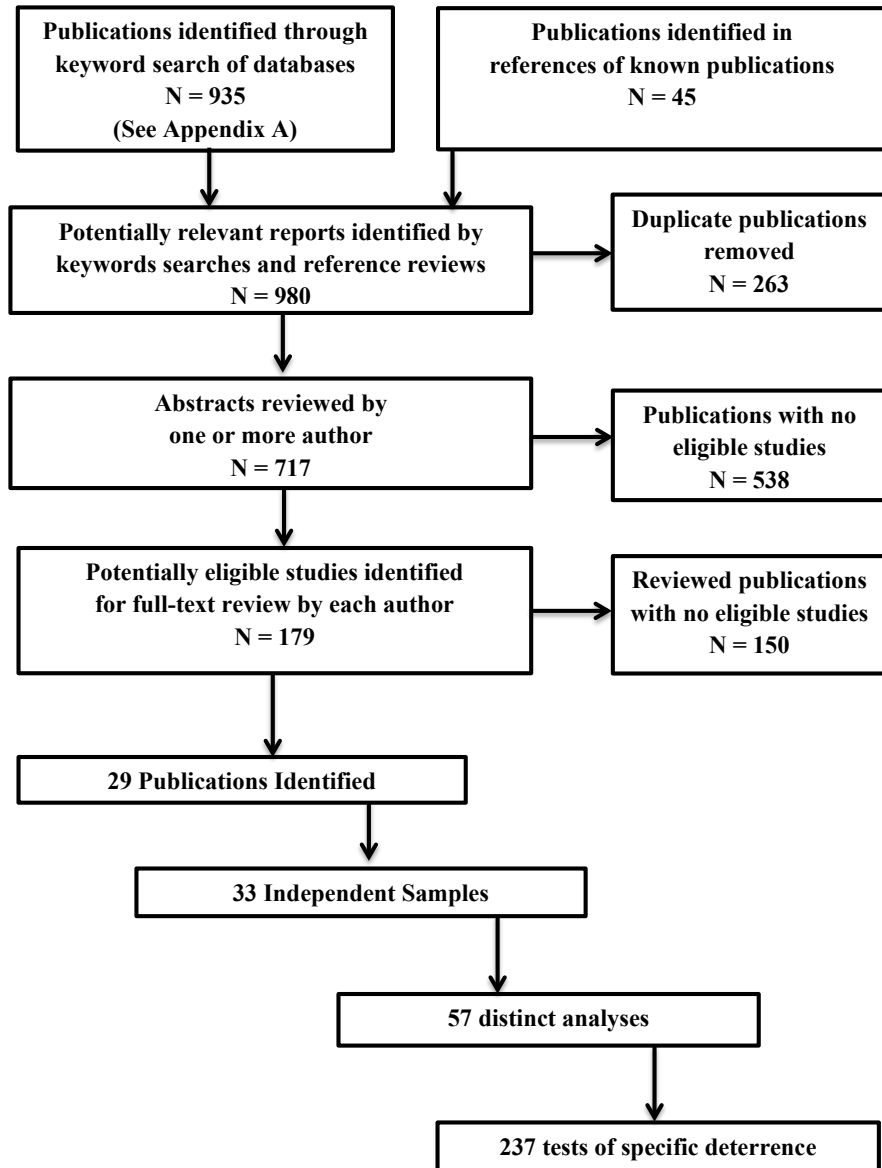 Publications identified through
keyword search of databases
N = 935
(See Appendix A)
Publications identified in
references of known publications
N = 45
Potentially relevant reports identified by
keywords searches and reference reviews
N = 980
Duplicate publications
removed
N = 263
Abstracts reviewed by
one or more author
N = 717
Publications with no
eligible studies
N = 538
Potentially eligible studies identified
for full-text review by each author
N = 179
Reviewed publications
with no eligible studies
N = 150
29 Publications Identified
33 Independent Samples
57 distinct analyses
237 tests of specific deterrence